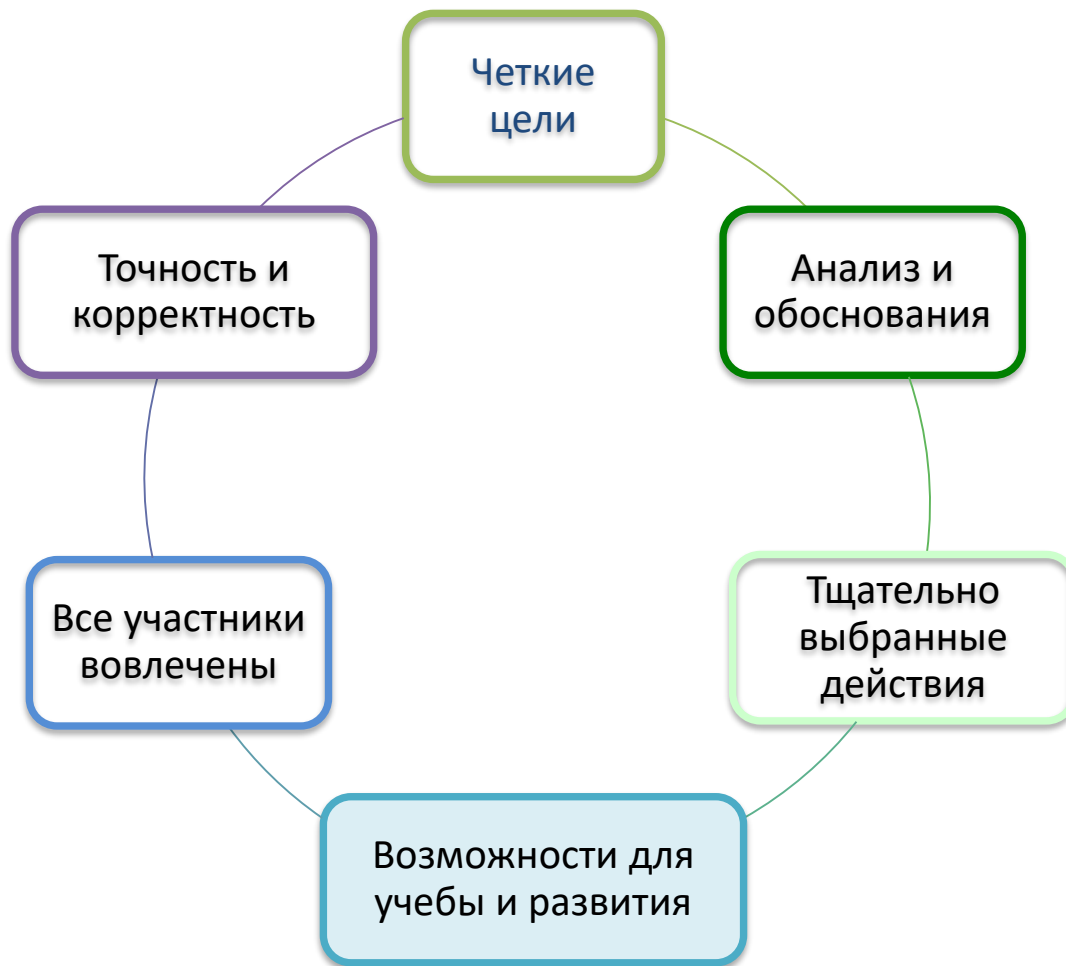 Четкие
цели
Анализ и
обоснования
Тщательно
выбранные
действия
Возможности для
учебы и развития
Все участники
вовлечены
Точность и
корректность